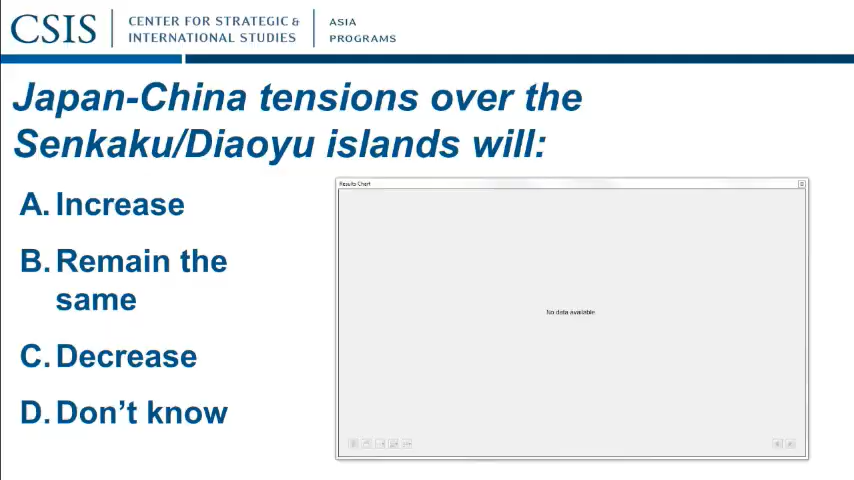 CSIS
CENTER FOR STRATEGIC &
INTERNATIONAL STUDIES
ASIA
PROGRAMS
Japan-China tensions over the
Senkaku/Diaoyu islands will:
A. Increase
B. Remain the
same
C. Decrease
D. Don't know
Results Chart
No data available